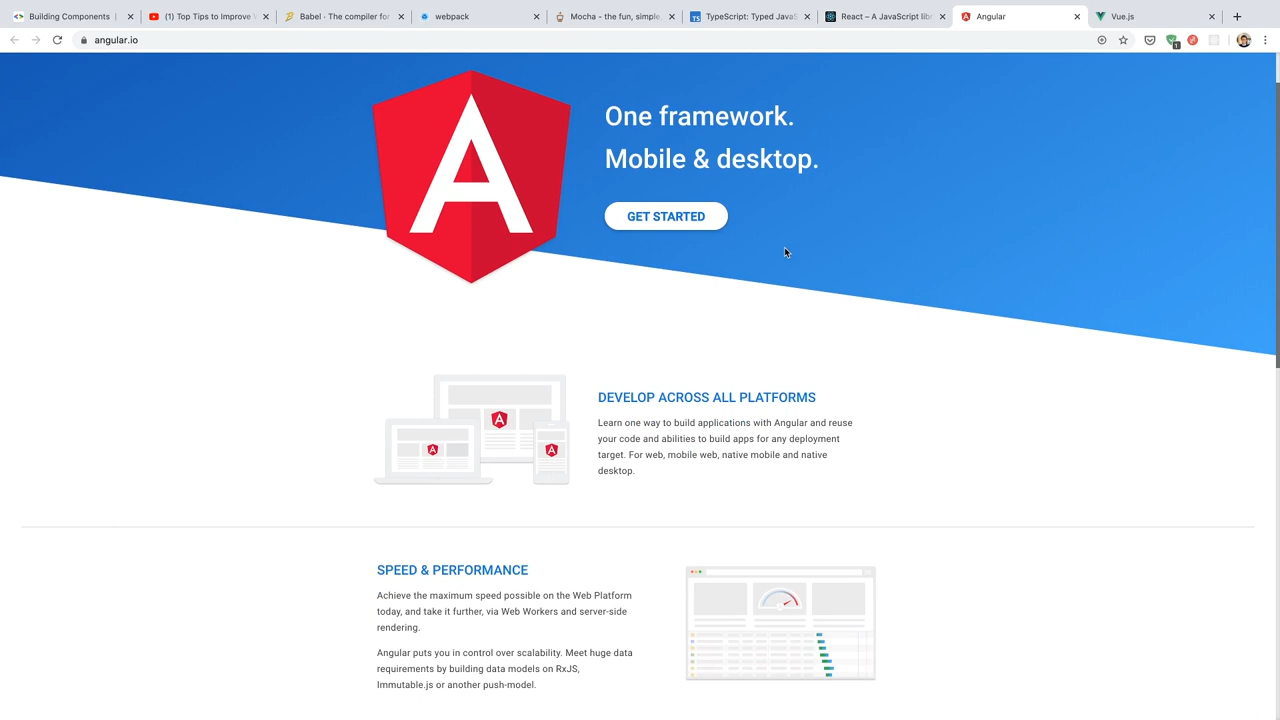 Building Components
(1) Top Tips to Improve
Babel · The compiler for
webpack
Mocha - the fun, simple,
TypeScript: Typed JavaS
React – A JavaScript libr
Angular
Vue.js
angular.io
1
A
One framework.
Mobile & desktop.
GET STARTED
DEVELOP ACROSS ALL PLATFORMS
Learn one way to build applications with Angular and reuse
your code and abilities to build apps for any deployment
target. For web, mobile web, native mobile and native
desktop.
SPEED & PERFORMANCE
Achieve the maximum speed possible on the Web Platform
today, and take it further, via Web Workers and server-side
rendering.
Angular puts you in control over scalability. Meet huge data
requirements by building data models on RxJS,
Immutable.js or another push-model.